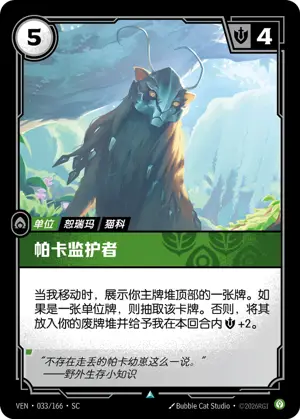 5
4
单位 恕瑞玛 猫科
帕卡监护者
当我移动时，展示你主牌堆顶部的一张牌。如
果是一张单位牌，则抽取该卡牌。否则，将其
放入你的废牌堆并给予我在本回合内 +2。
"不存在走丢的帕卡幼崽这么一说。"
——野外生存小知识
VEN • 033/166 • SC
Bubble Cat Studio • ©2026RGI